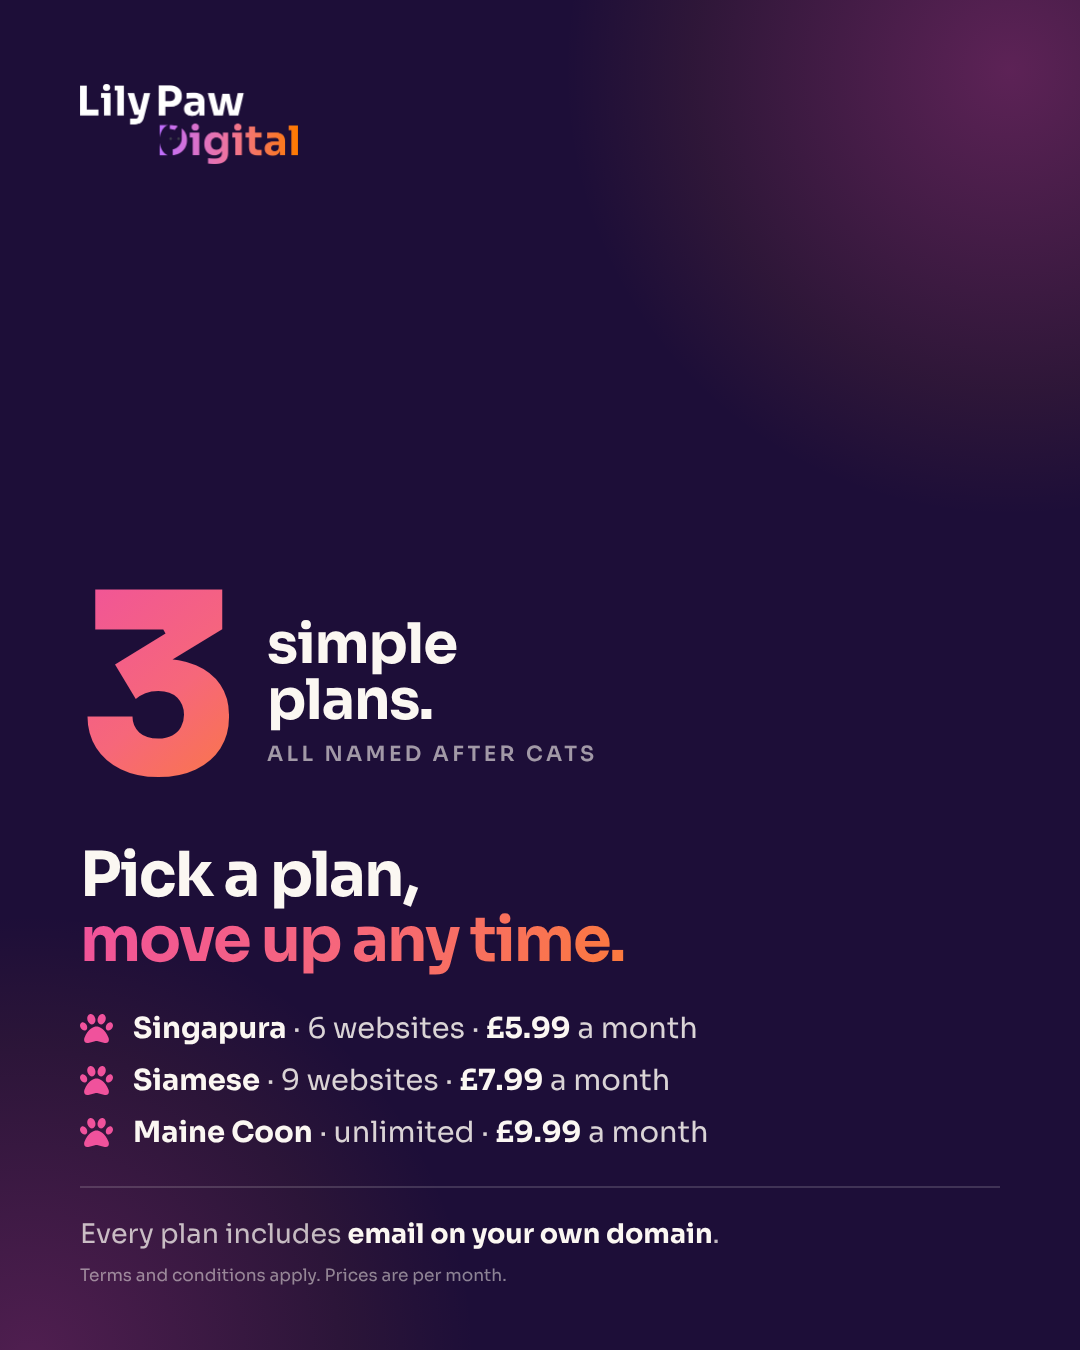 Lily Paw
Digital
3
simple
plans.
ALL NAMED AFTER CATS
Pick a plan,
move up any time.
Singapura · 6 websites · £5.99 a month
Siamese · 9 websites · £7.99 a month
Maine Coon · unlimited · £9.99 a month
Every plan includes email on your own domain.
Terms and conditions apply. Prices are per month.